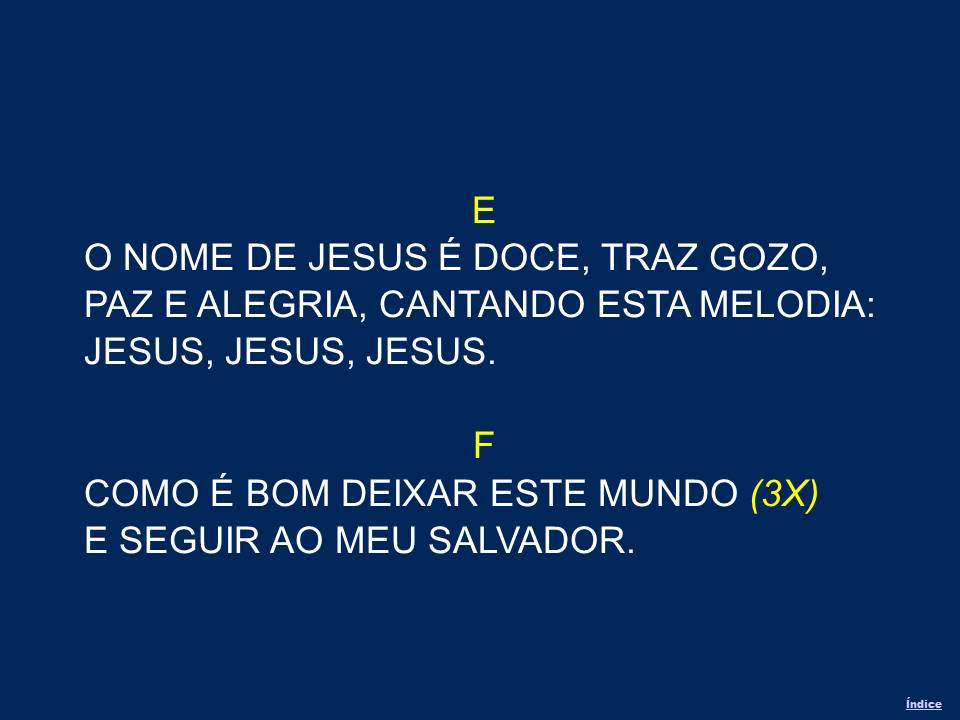 E
O NOME DE JESUS É DOCE, TRAZ GOZO,
PAZ E ALEGRIA, CANTANDO ESTA MELODIA:
JESUS, JESUS, JESUS.
F
COMO É BOM DEIXAR ESTE MUNDO (3X)
E SEGUIR AO MEU SALVADOR.
Índice